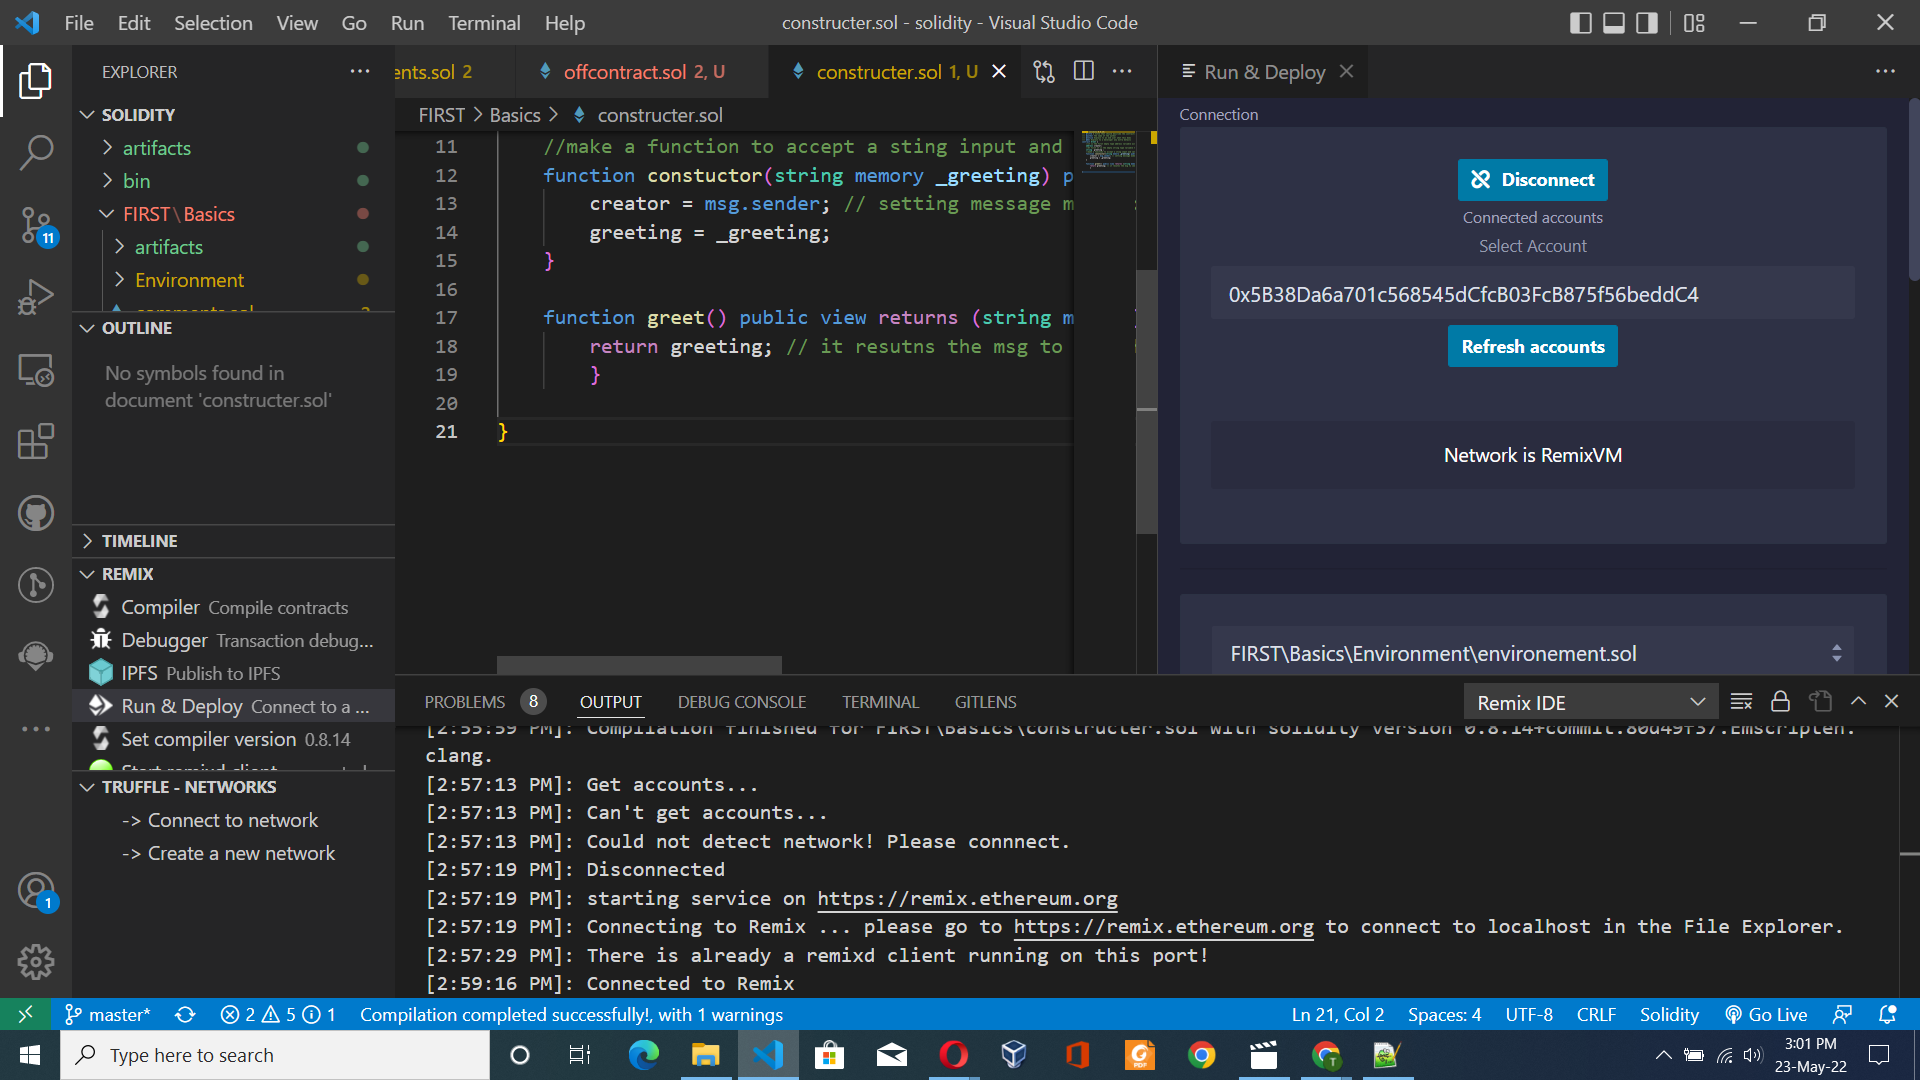 File Edit Selection View Go Run Terminal Help
constructer.sol - solidity - Visual Studio Code
EXPLORER
SOLIDITY
artifacts
bin
FIRST\Basics
artifacts
Environment
OUTLINE
No symbols found in
document 'constructer.sol'
TIMELINE
REMIX
Compiler Compile contracts
Debugger Transaction debug...
IPFS Publish to IPFS
Run & Deploy Connect to a ...
Set compiler version 0.8.14
TRUFFLE - NETWORKS
-> Connect to network
-> Create a new network
11
1
ents.sol 2
offcontract.sol 2, U
constructer.sol 1, U
FIRST > Basics > constructer.sol
11 //make a function to accept a sting input and
12 function constuctor(string memory _greeting) p
13 creator = msg.sender; // setting message m
14 greeting = _greeting;
15 }
16
17 function greet() public view returns (string m
18 return greeting; // it resutns the msg to
19 }
20
21 }
Run & Deploy
Connection
Disconnect
Connected accounts
Select Account
0x5B38Da6a701c568545dCfcB03FcB875f56beddC4
Refresh accounts
Network is RemixVM
FIRST\Basics\Environment\environement.sol
PROBLEMS 8 OUTPUT DEBUG CONSOLE TERMINAL GITLENS
Remix IDE
[2:55:59 PM]: Compilation finished for FIRST\Basics\constructer.sol with solidity version 0.8.14+commit.80d49f37.Emscripten.
clang.
[2:57:13 PM]: Get accounts...
[2:57:13 PM]: Can't get accounts...
[2:57:13 PM]: Could not detect network! Please connnect.
[2:57:19 PM]: Disconnected
[2:57:19 PM]: starting service on https://remix.ethereum.org
[2:57:19 PM]: Connecting to Remix ... please go to https://remix.ethereum.org to connect to localhost in the File Explorer.
[2:57:29 PM]: There is already a remixd client running on this port!
[2:59:16 PM]: Connected to Remix
master* 2 5 1 Compilation completed successfully!, with 1 warnings
Ln 21, Col 2 Spaces: 4 UTF-8 CRLF Solidity Go Live
Type here to search
3:01 PM
23-May-22